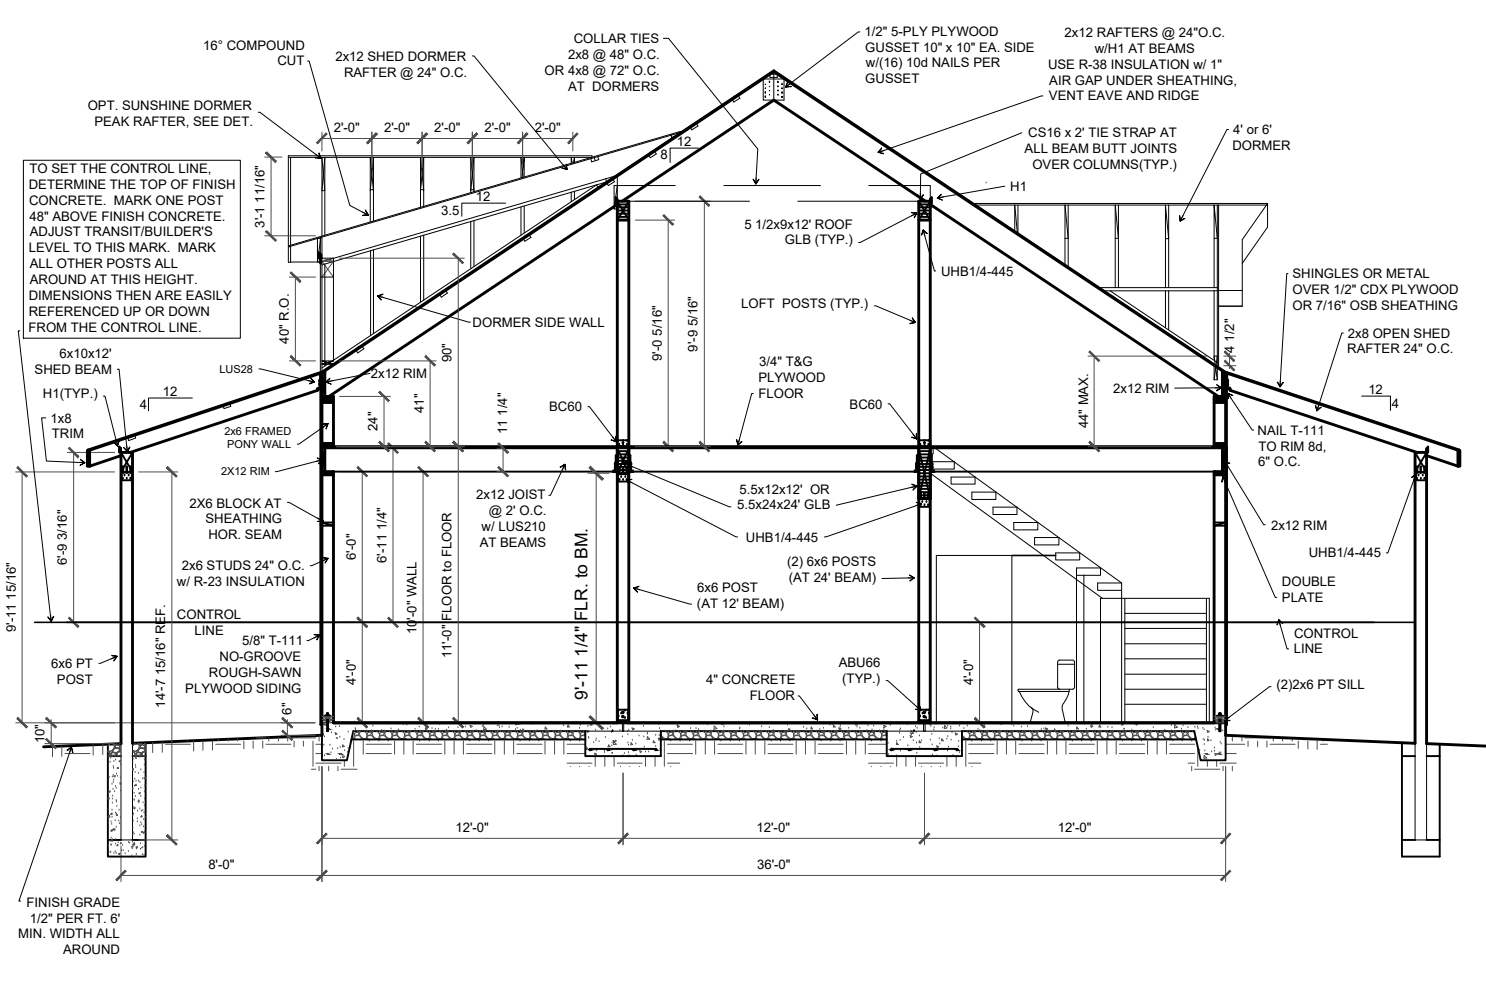 16° COMPOUND
CUT
2x12 SHED DORMER
RAFTER @ 24" O.C.
COLLAR TIES
2x8 @ 48" O.C.
OR 4x8 @ 72" O.C.
AT DORMERS
1/2" 5-PLY PLYWOOD
GUSSET 10" x 10" EA. SIDE
w/(16) 10d NAILS PER
GUSSET
2x12 RAFTERS @ 24"O.C.
w/H1 AT BEAMS
USE R-38 INSULATION w/ 1"
AIR GAP UNDER SHEATHING,
VENT EAVE AND RIDGE
OPT. SUNSHINE DORMER
PEAK RAFTER, SEE DET.
2'-0"
2'-0"
2'-0"
2'-0"
2'-0"
CS16 x 2' TIE STRAP AT
ALL BEAM BUTT JOINTS
OVER COLUMNS(TYP.)
4' or 6'
DORMER
12
8
TO SET THE CONTROL LINE,
DETERMINE THE TOP OF FINISH
CONCRETE. MARK ONE POST
48" ABOVE FINISH CONCRETE.
ADJUST TRANSIT/BUILDER'S
LEVEL TO THIS MARK. MARK
ALL OTHER POSTS ALL
AROUND AT THIS HEIGHT.
DIMENSIONS THEN ARE EASILY
REFERENCED UP OR DOWN
FROM THE CONTROL LINE.
3'-1 11/16"
12
3.5
H1
5 1/2x9x12' ROOF
GLB (TYP.)
UHB1/4-445
SHINGLES OR METAL
OVER 1/2" CDX PLYWOOD
OR 7/16" OSB SHEATHING
40" R.O.
DORMER SIDE WALL
LOFT POSTS (TYP.)
9'-0 5/16"
9'-9 5/16"
90"
4 1/2"
2x8 OPEN SHED
RAFTER 24" O.C.
6x10x12'
SHED BEAM
LUS28
2x12 RIM
3/4" T&G
PLYWOOD
FLOOR
2x12 RIM
H1(TYP.)
12
4
12
4
1x8
TRIM
24"
41"
11 1/4"
BC60
BC60
44" MAX.
2x6 FRAMED
PONY WALL
NAIL T-111
TO RIM 8d,
6" O.C.
2X12 RIM
2X6 BLOCK AT
SHEATHING
HOR. SEAM
2x12 JOIST
@ 2' O.C.
w/ LUS210
AT BEAMS
5.5x12x12' OR
5.5x24x24' GLB
UHB1/4-445
2x12 RIM
UHB1/4-445
6'-9 3/16"
6'-0"
6'-11 1/4"
2x6 STUDS 24" O.C.
w/ R-23 INSULATION
(2) 6x6 POSTS
(AT 24' BEAM)
6x6 POST
(AT 12' BEAM)
DOUBLE
PLATE
9'-11 15/16"
14'-7 15/16" REF.
10'-0" WALL
11'-0" FLOOR to FLOOR
9'-11 1/4" FLR. to BM.
CONTROL
LINE
CONTROL
LINE
5/8" T-111
NO-GROOVE
ROUGH-SAWN
PLYWOOD SIDING
6x6 PT
POST
4'-0"
4" CONCRETE
FLOOR
ABU66
(TYP.)
4'-0"
(2)2x6 PT SILL
6"
10"
12'-0"
12'-0"
12'-0"
8'-0"
36'-0"
FINISH GRADE
1/2" PER FT. 6'
MIN. WIDTH ALL
AROUND